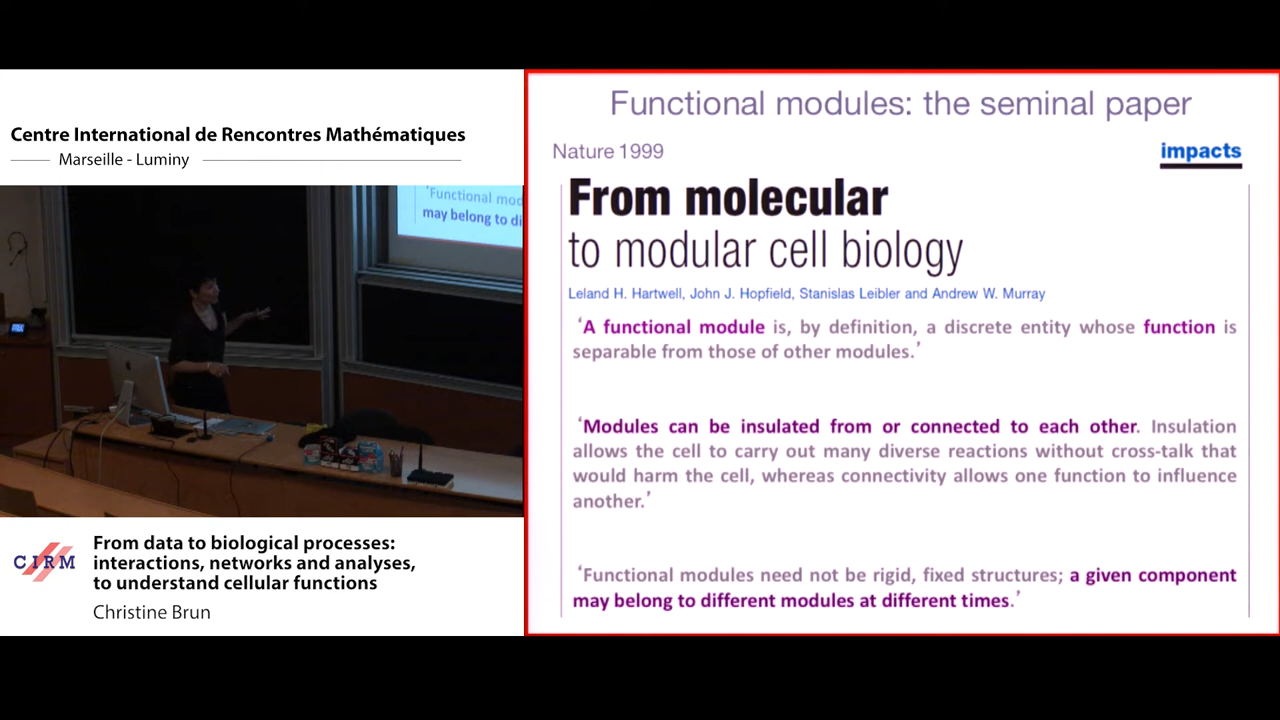 Centre International de Rencontres Mathématiques
Marseille - Luminy
'Functional mod
may belong to di
CIRM
From data to biological processes:
interactions, networks and analyses,
to understand cellular functions
Christine Brun
Functional modules: the seminal paper
Nature 1999
impacts
From molecular
to modular cell biology
Leland H. Hartwell, John J. Hopfield, Stanislas Leibler and Andrew W. Murray
'A functional module is, by definition, a discrete entity whose function is
separable from those of other modules.'
'Modules can be insulated from or connected to each other. Insulation
allows the cell to carry out many diverse reactions without cross-talk that
would harm the cell, whereas connectivity allows one function to influence
another.'
'Functional modules need not be rigid, fixed structures; a given component
may belong to different modules at different times.'